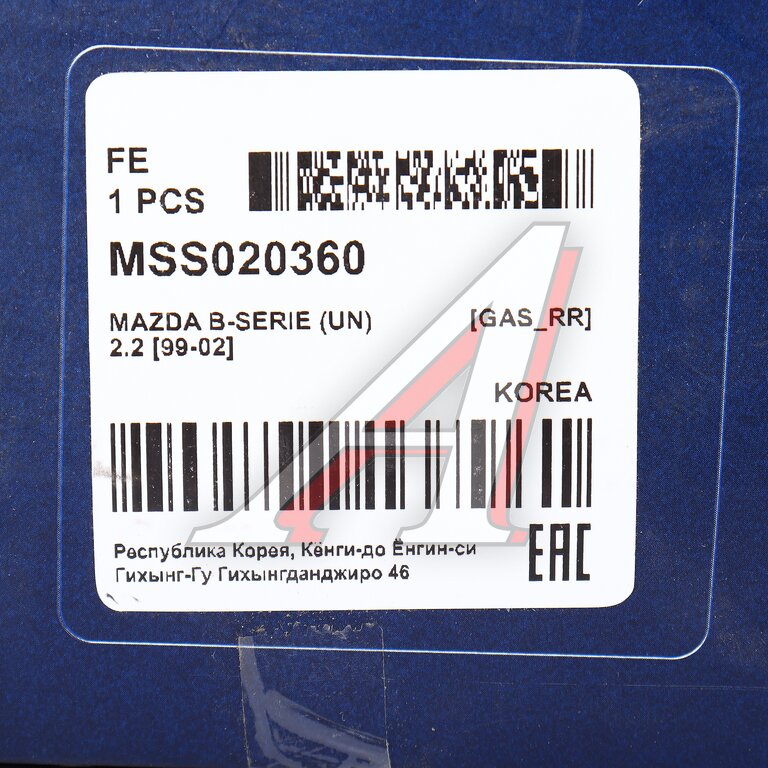 FE
1 PCS
MSS020360
MAZDA B-SERIE (UN) [GAS_RR]
2.2 [99-02]
KOREA
Республика Корея, Кёнги-до Ёнгин-си
Гихынг-Гу Гихынгданджиро 46
EAC